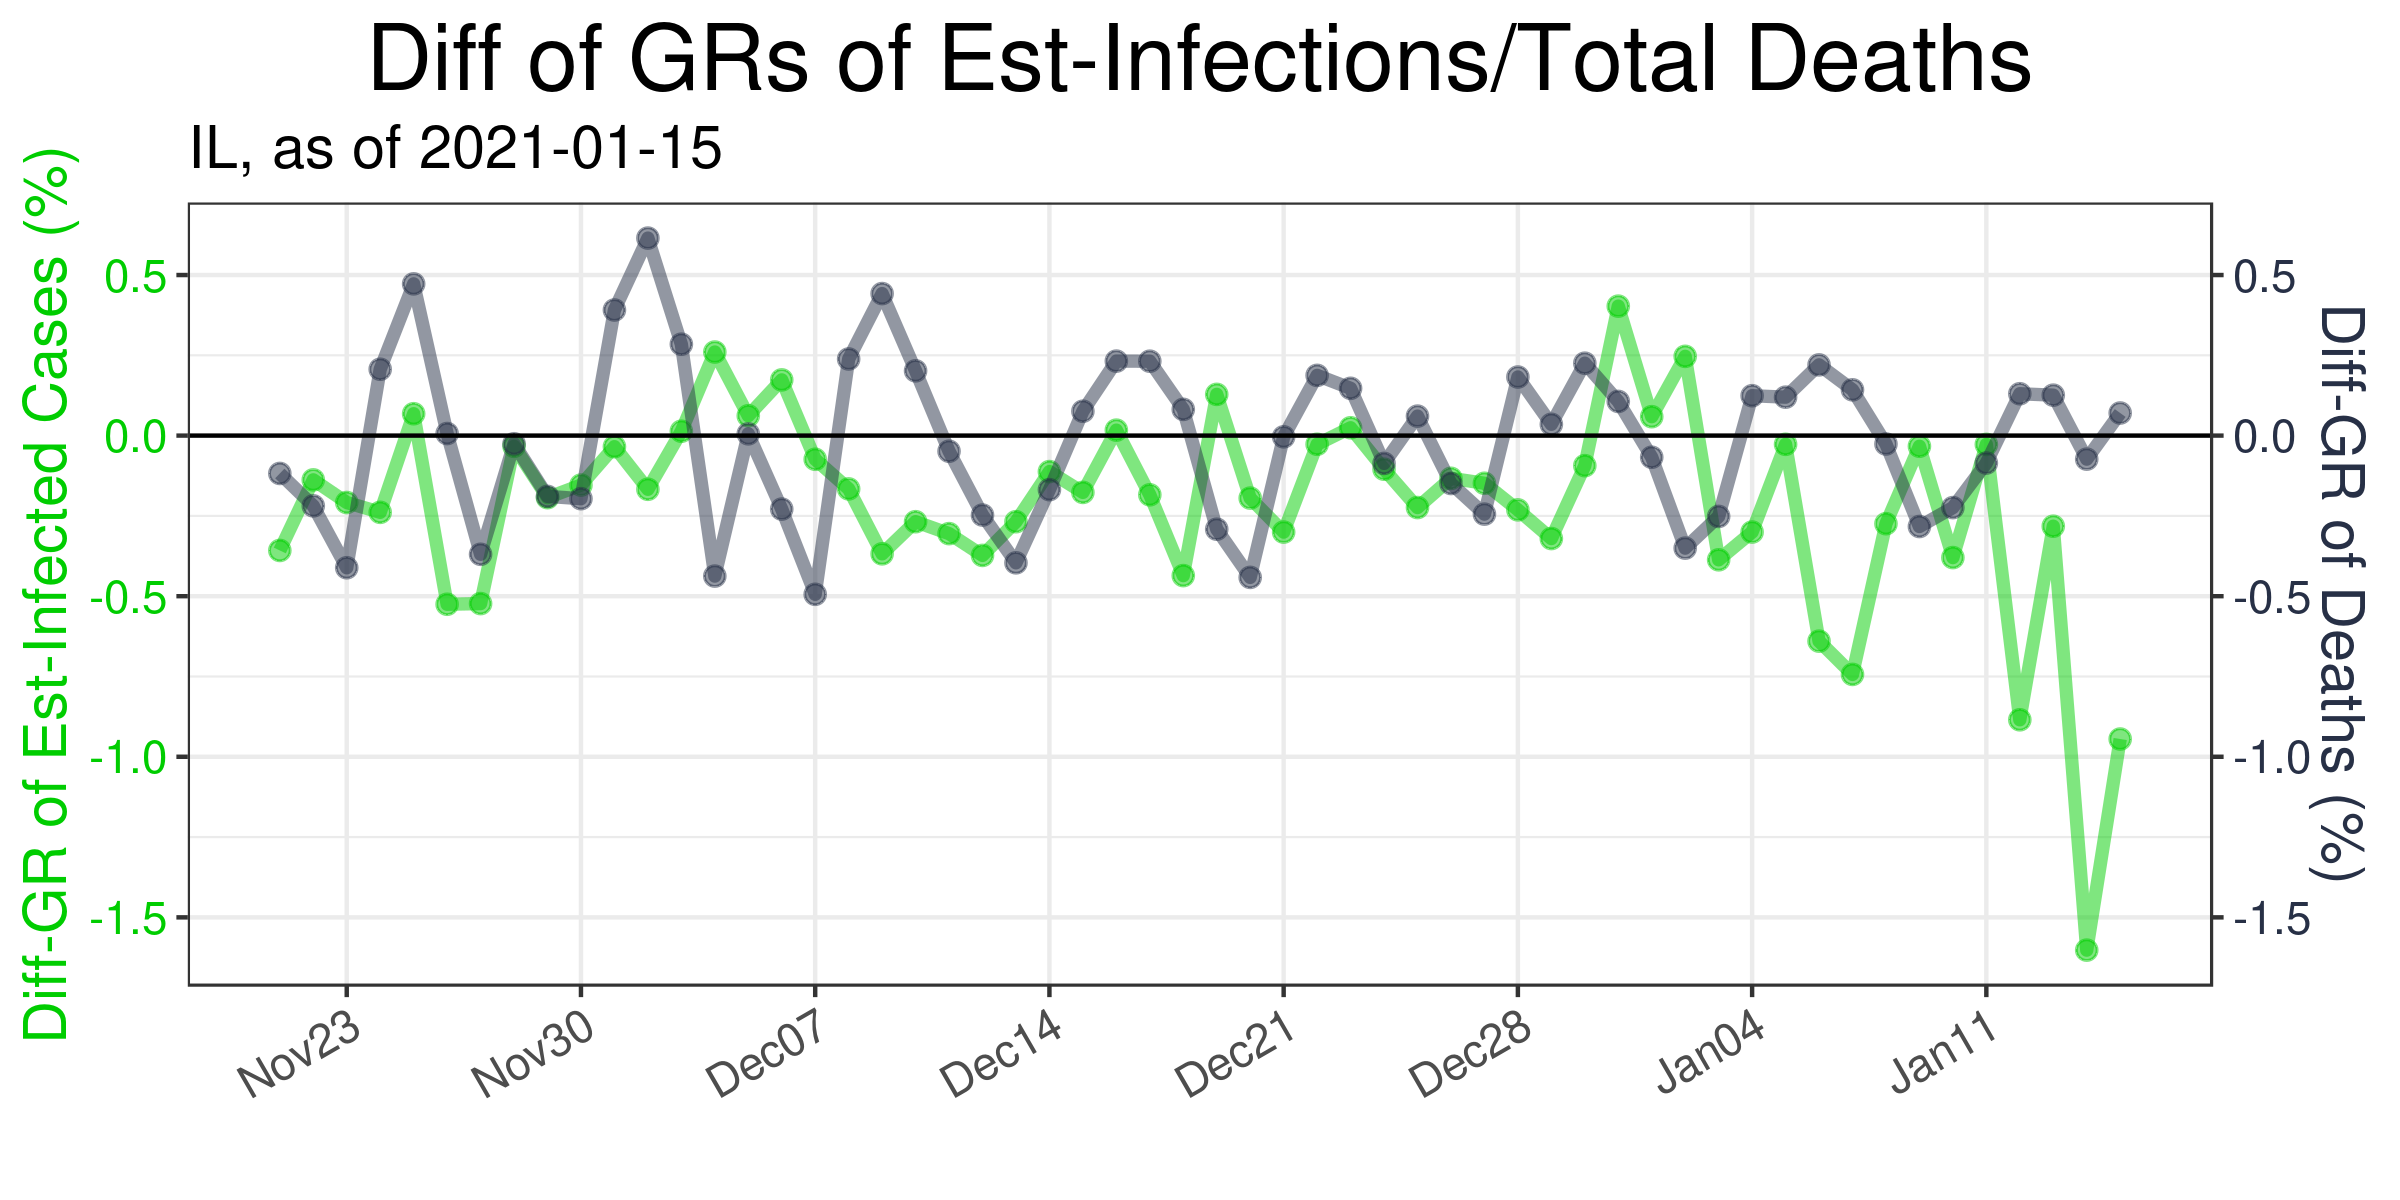 Diff of GRs of Est-Infections/Total Deaths
IL, as of 2021-01-15
Diff-GR of Est-Infected Cases (%)
0.5
0.0
-0.5
-1.0
-1.5
0.5
0.0
-0.5
-1.0
-1.5
Diff-GR of Deaths (%)
Nov23
Nov30
Dec07
Dec14
Dec21
Dec28
Jan04
Jan11